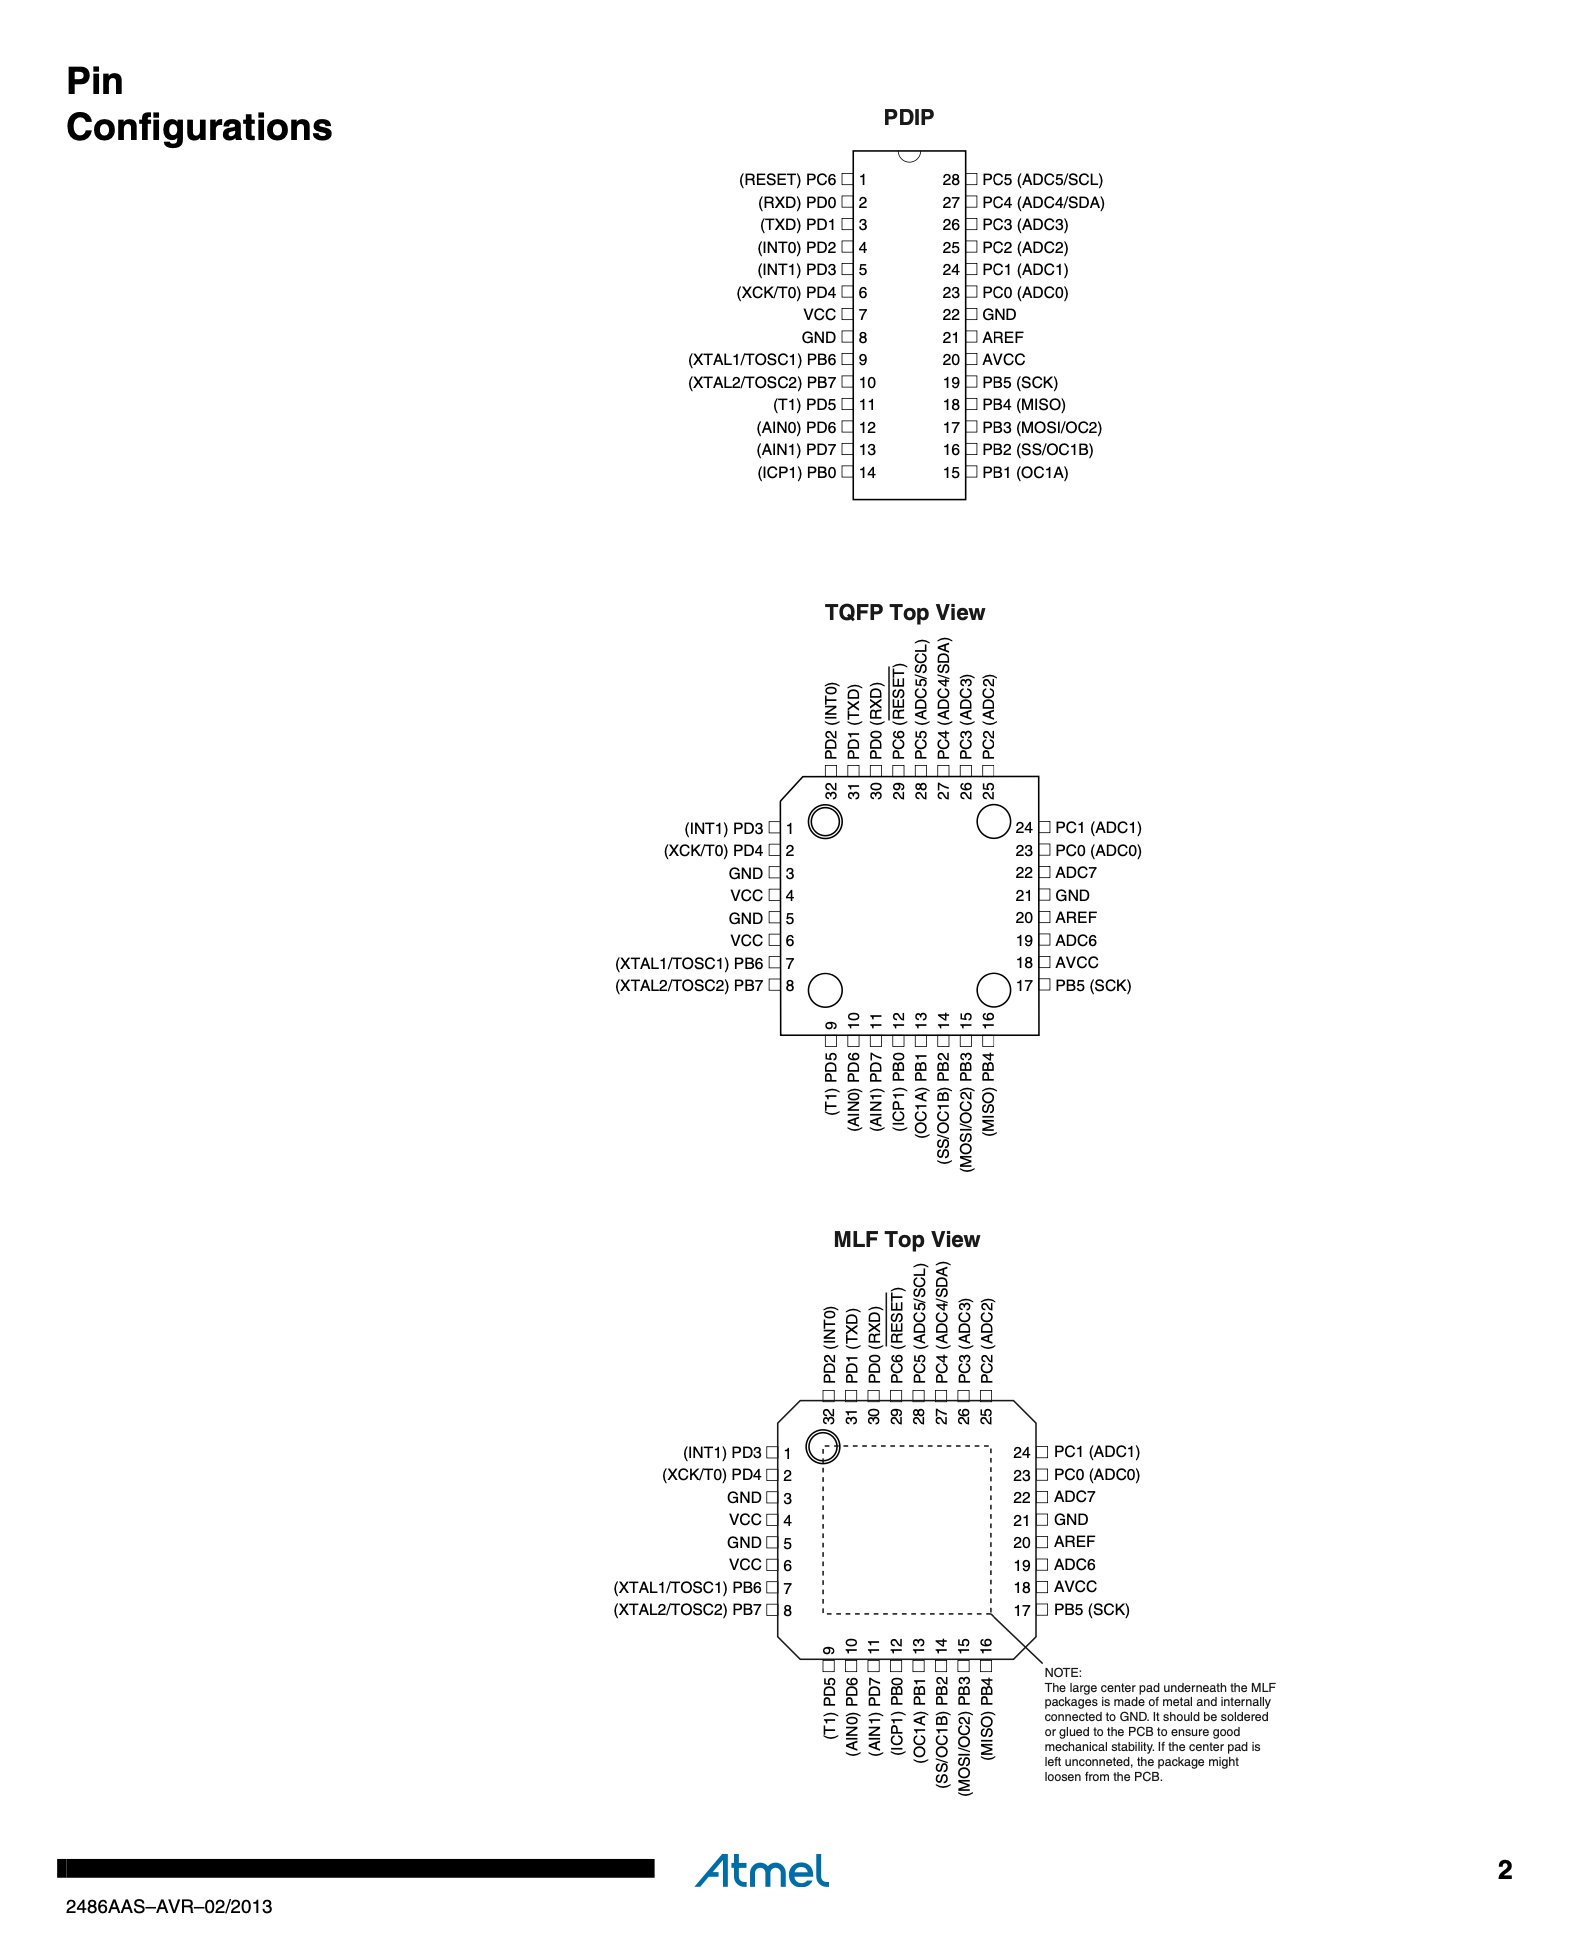 Pin
Configurations
PDIP
(RESET) PC6 1 28 PC5 (ADC5/SCL)
(RXD) PD0 2 27 PC4 (ADC4/SDA)
(TXD) PD1 3 26 PC3 (ADC3)
(INT0) PD2 4 25 PC2 (ADC2)
(INT1) PD3 5 24 PC1 (ADC1)
(XCK/T0) PD4 6 23 PC0 (ADC0)
VCC 7 22 GND
GND 8 21 AREF
(XTAL1/TOSC1) PB6 9 20 AVCC
(XTAL2/TOSC2) PB7 10 19 PB5 (SCK)
(T1) PD5 11 18 PB4 (MISO)
(AIN0) PD6 12 17 PB3 (MOSI/OC2)
(AIN1) PD7 13 16 PB2 (SS/OC1B)
(ICP1) PB0 14 15 PB1 (OC1A)
TQFP Top View
32 PD2 (INT0)
31 PD1 (TXD)
30 PD0 (RXD)
29 PC6 (RESET)
28 PC5 (ADC5/SCL)
27 PC4 (ADC4/SDA)
26 PC3 (ADC3)
25 PC2 (ADC2)
(INT1) PD3 1 24 PC1 (ADC1)
(XCK/T0) PD4 2 23 PC0 (ADC0)
GND 3 22 ADC7
VCC 4 21 GND
GND 5 20 AREF
VCC 6 19 ADC6
(XTAL1/TOSC1) PB6 7 18 AVCC
(XTAL2/TOSC2) PB7 8 17 PB5 (SCK)
(T1) PD5 9
(AIN0) PD6 10
(AIN1) PD7 11
(ICP1) PB0 12
(OC1A) PB1 13
(SS/OC1B) PB2 14
(MOSI/OC2) PB3 15
(MISO) PB4 16
MLF Top View
32 PD2 (INT0)
31 PD1 (TXD)
30 PD0 (RXD)
29 PC6 (RESET)
28 PC5 (ADC5/SCL)
27 PC4 (ADC4/SDA)
26 PC3 (ADC3)
25 PC2 (ADC2)
(INT1) PD3 1 24 PC1 (ADC1)
(XCK/T0) PD4 2 23 PC0 (ADC0)
GND 3 22 ADC7
VCC 4 21 GND
GND 5 20 AREF
VCC 6 19 ADC6
(XTAL1/TOSC1) PB6 7 18 AVCC
(XTAL2/TOSC2) PB7 8 17 PB5 (SCK)
(T1) PD5 9
(AIN0) PD6 10
(AIN1) PD7 11
(ICP1) PB0 12
(OC1A) PB1 13
(SS/OC1B) PB2 14
(MOSI/OC2) PB3 15
(MISO) PB4 16
NOTE:
The large center pad underneath the MLF
packages is made of metal and internally
connected to GND. It should be soldered
or glued to the PCB to ensure good
mechanical stability. If the center pad is
left unconneted, the package might
loosen from the PCB.
Atmel
2
2486AAS–AVR–02/2013